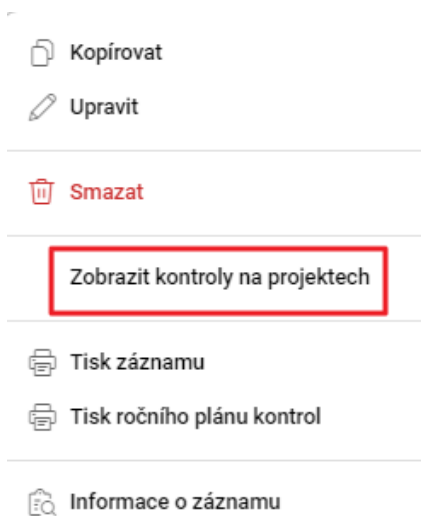 Kopírovat
Upravit
Smazat
Zobrazit kontroly na projektech
Tisk záznamu
Tisk ročního plánu kontrol
Informace o záznamu